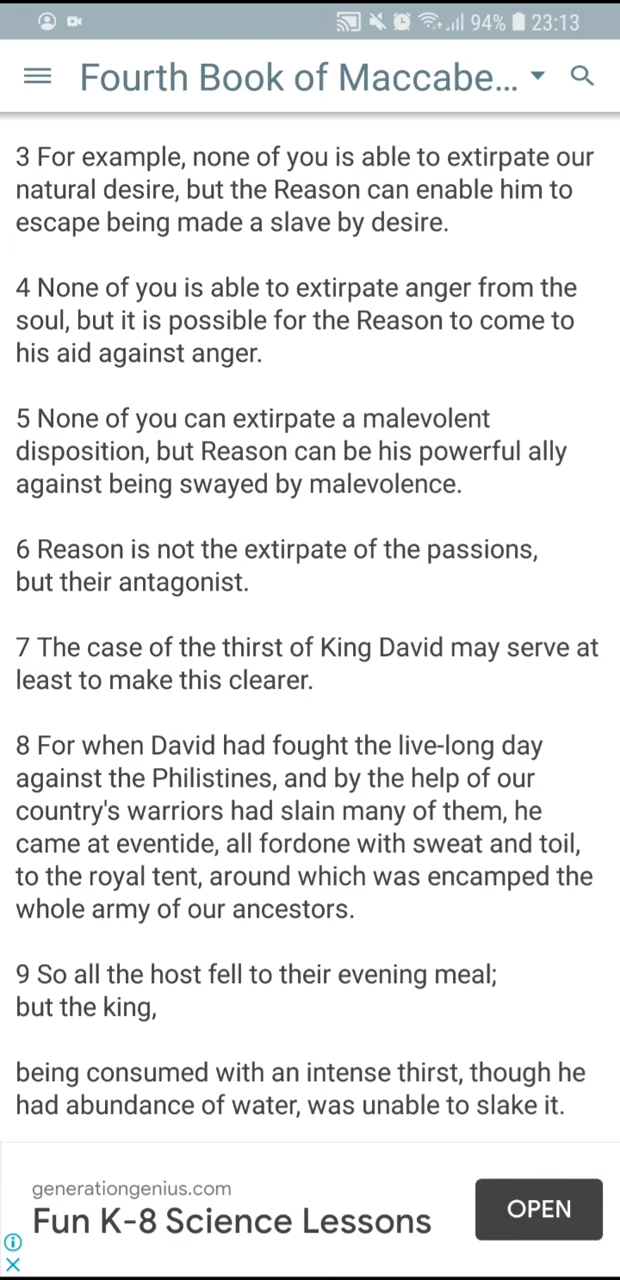 94% 23:13
Fourth Book of Maccabe...
3 For example, none of you is able to extirpate our
natural desire, but the Reason can enable him to
escape being made a slave by desire.
4 None of you is able to extirpate anger from the
soul, but it is possible for the Reason to come to
his aid against anger.
5 None of you can extirpate a malevolent
disposition, but Reason can be his powerful ally
against being swayed by malevolence.
6 Reason is not the extirpate of the passions,
but their antagonist.
7 The case of the thirst of King David may serve at
least to make this clearer.
8 For when David had fought the live-long day
against the Philistines, and by the help of our
country's warriors had slain many of them, he
came at eventide, all fordone with sweat and toil,
to the royal tent, around which was encamped the
whole army of our ancestors.
9 So all the host fell to their evening meal;
but the king,
being consumed with an intense thirst, though he
had abundance of water, was unable to slake it.
generationgenius.com
Fun K-8 Science Lessons
OPEN